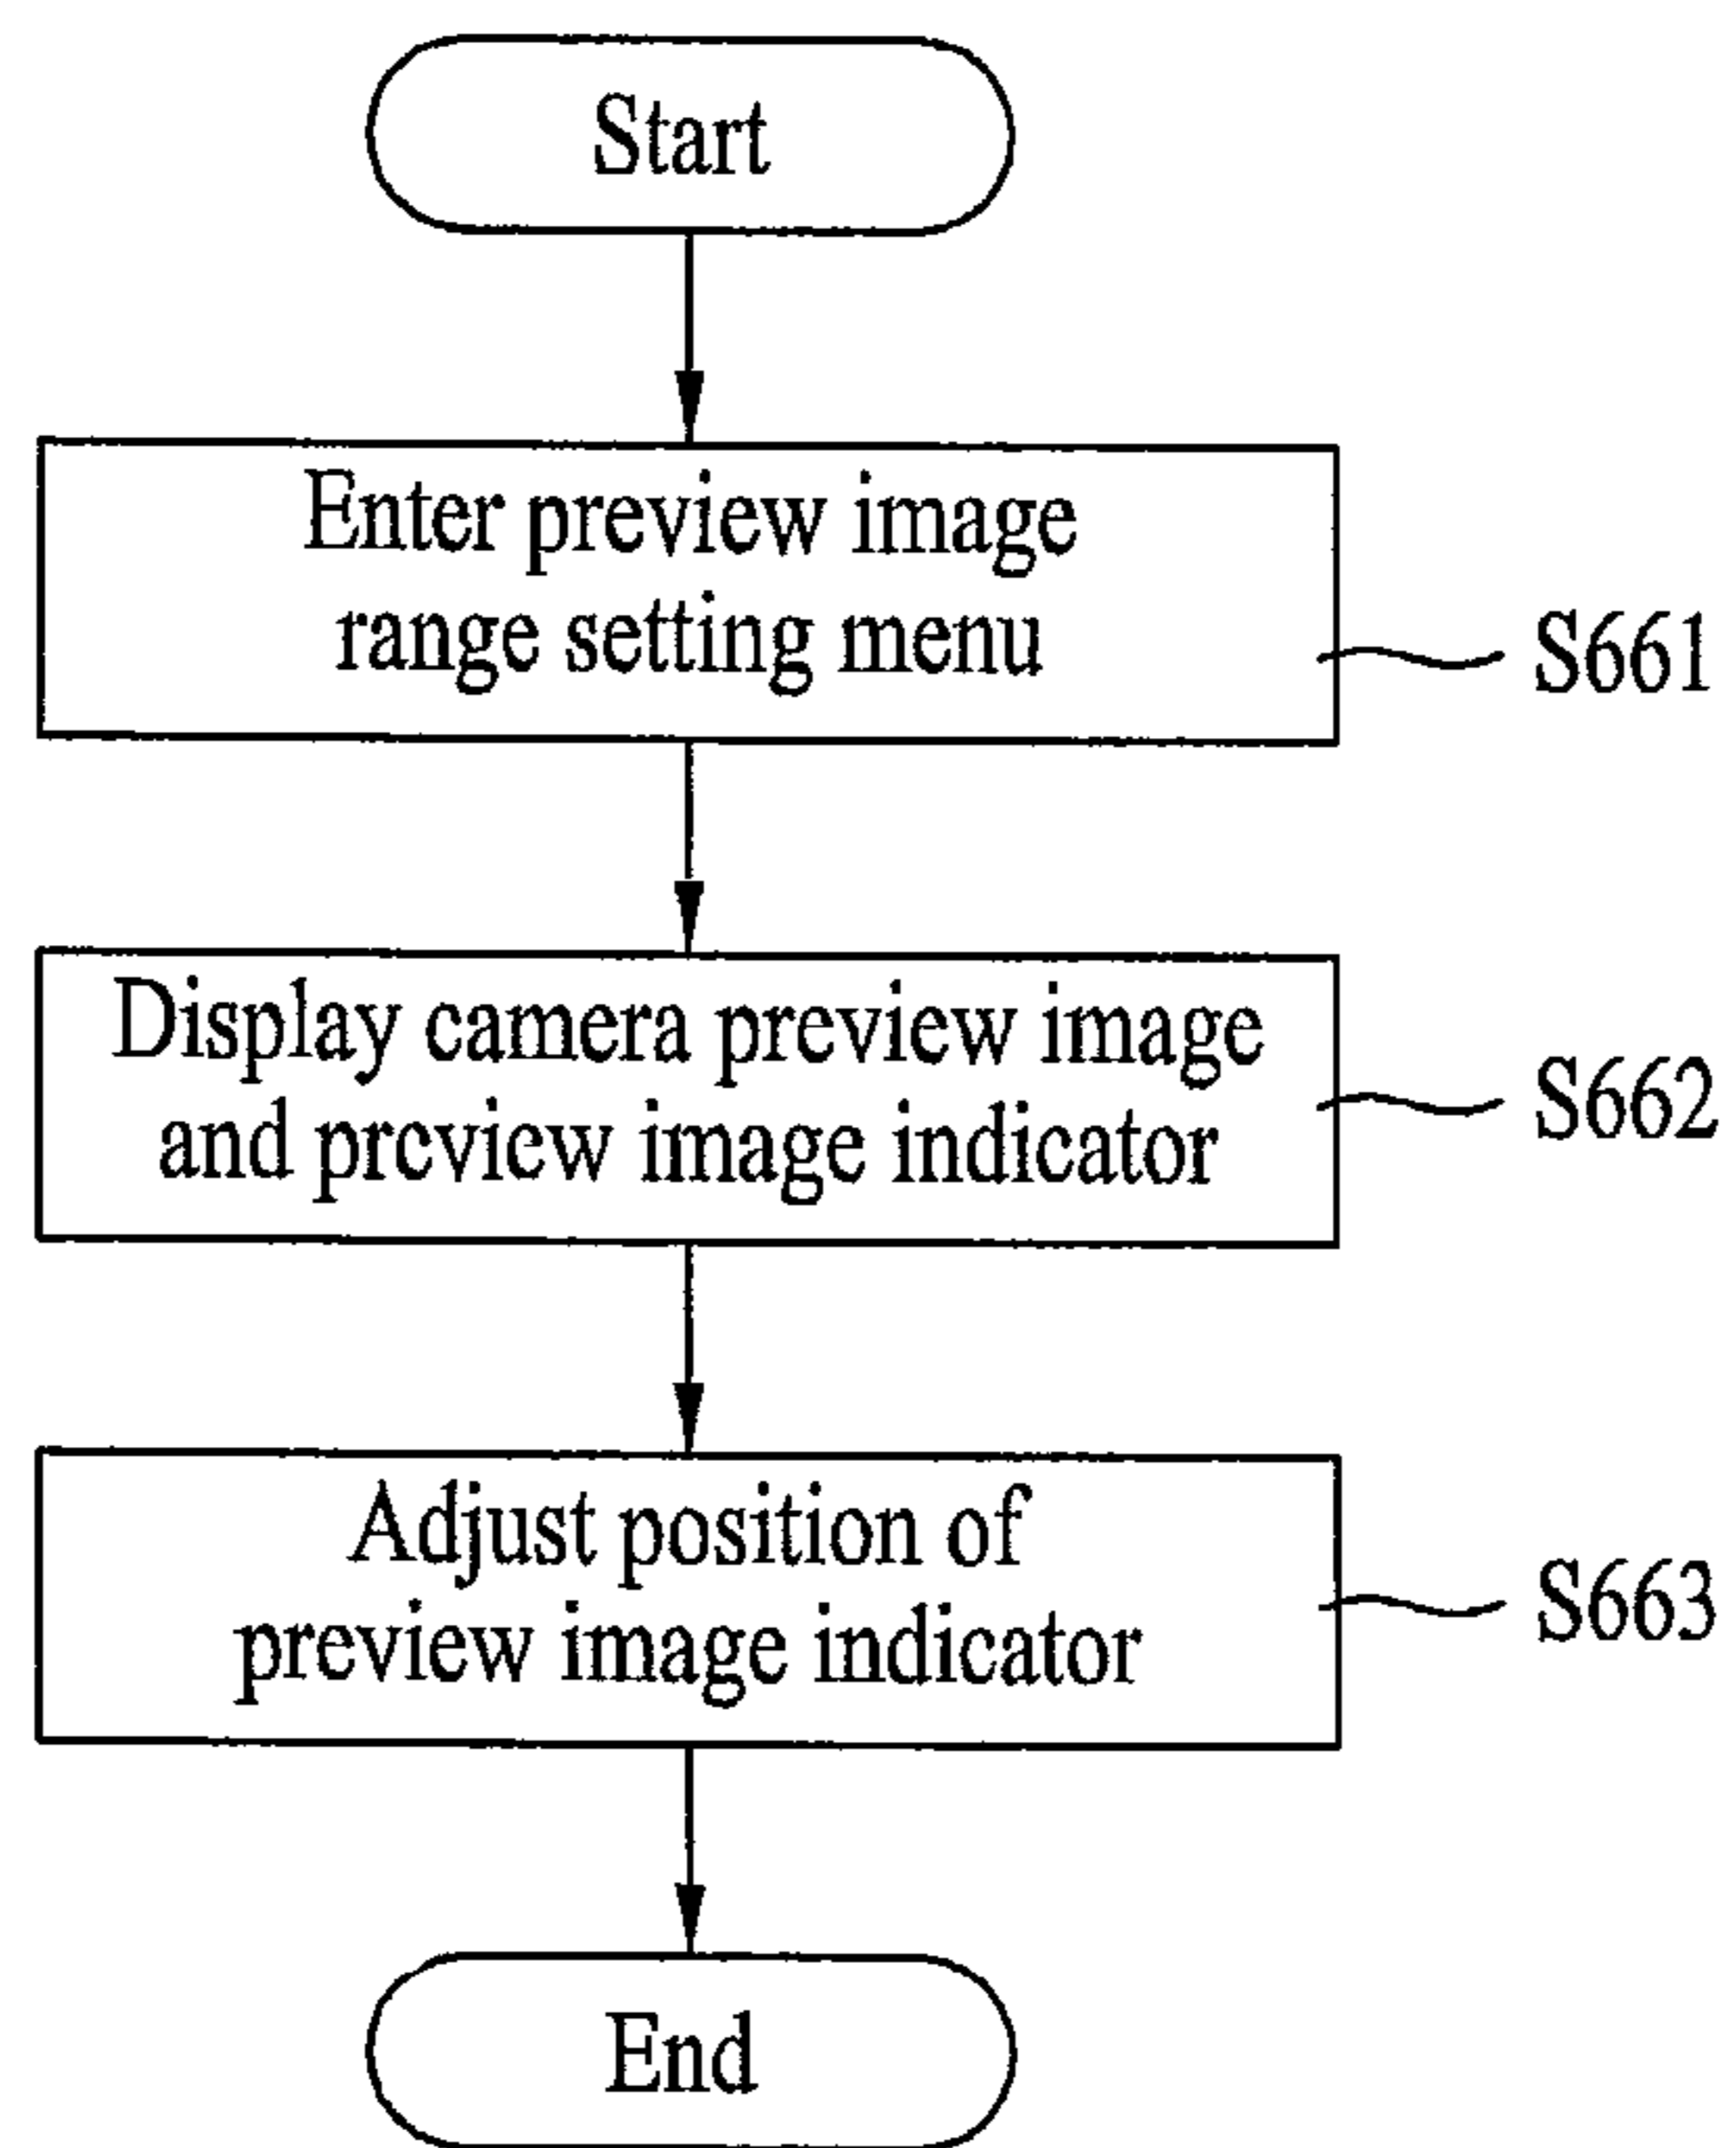 Start
Enter preview image
range setting menu
S661
Display camera preview image
and preview image indicator
S662
Adjust position of
preview image indicator
S663
End